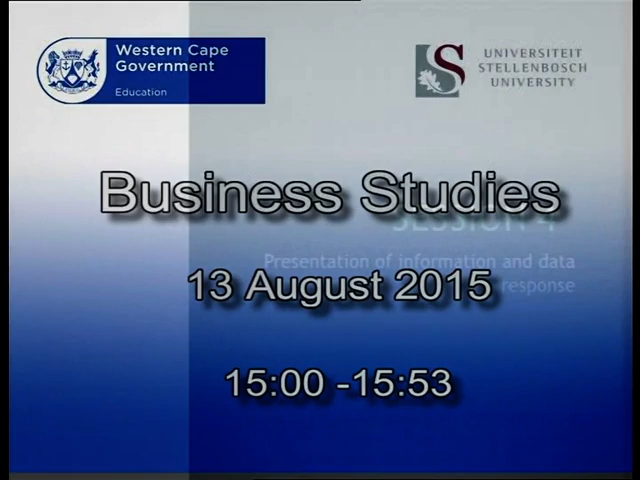 Western Cape
Government
Education
UNIVERSITEIT
STELLENBOSCH
UNIVERSITY
Business Studies
SESSION 4
Presentation of information and data
13 August 2015
response
15:00 -15:53